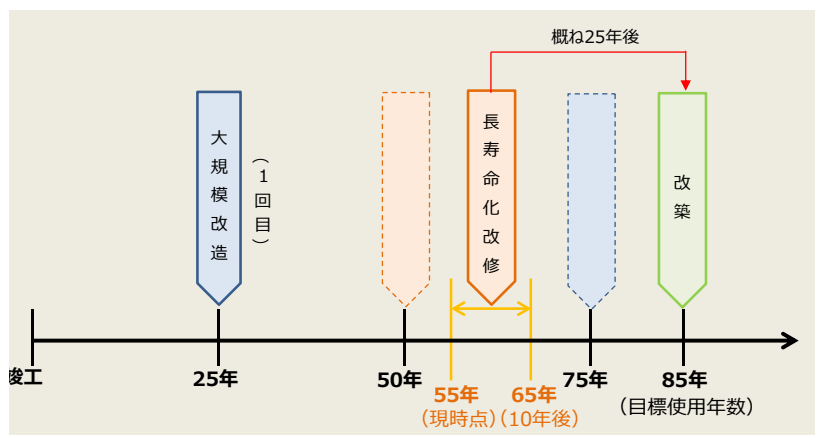 概ね25年後
大規模改造
（１回目）
長寿命化改修
改築
竣工
25年
50年
55年
（現時点）
65年
（10年後）
75年
85年
（目標使用年数）